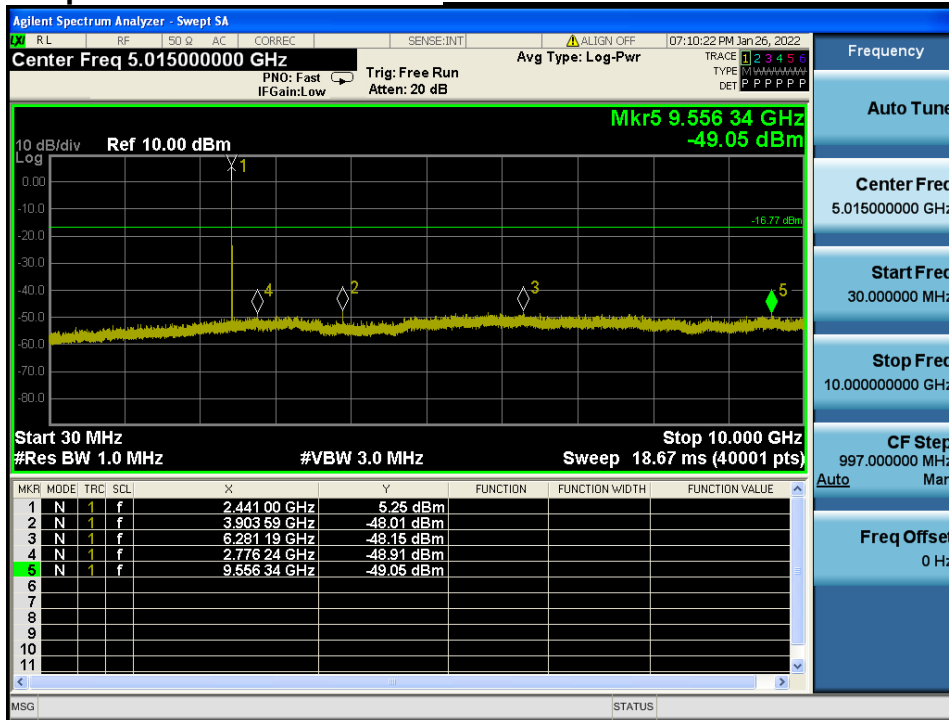 Agilent Spectrum Analyzer - Swept SA
LXI RL RF 50 Ω AC CORREC SENSE:INT ALIGN OFF 07:10:22 PM Jan 26, 2022
Center Freq 5.015000000 GHz
PNO: Fast
IFGain:Low
Trig: Free Run
Atten: 20 dB
Avg Type: Log-Pwr
TRACE 1 2 3 4 5 6
TYPE M
DET P P P P P P
Mkr5 9.556 34 GHz
-49.05 dBm
10 dB/div Ref 10.00 dBm
Log
0.00
-10.0
-20.0
-30.0
-40.0
-50.0
-60.0
-70.0
-80.0
-16.77 dBm
1
4
2
3
5
Start 30 MHz Stop 10.000 GHz
#Res BW 1.0 MHz #VBW 3.0 MHz Sweep 18.67 ms (40001 pts)
MKR MODE TRC SCL X Y FUNCTION FUNCTION WIDTH FUNCTION VALUE
1 N 1 f 2.441 00 GHz 5.25 dBm
2 N 1 f 3.903 59 GHz -48.01 dBm
3 N 1 f 6.281 19 GHz -48.15 dBm
4 N 1 f 2.776 24 GHz -48.91 dBm
5 N 1 f 9.556 34 GHz -49.05 dBm
6
7
8
9
10
11
MSG STATUS
Frequency
Auto Tune
Center Freq
5.015000000 GHz
Start Freq
30.000000 MHz
Stop Freq
10.000000000 GHz
CF Step
997.000000 MHz
Auto Man
Freq Offset
0 Hz